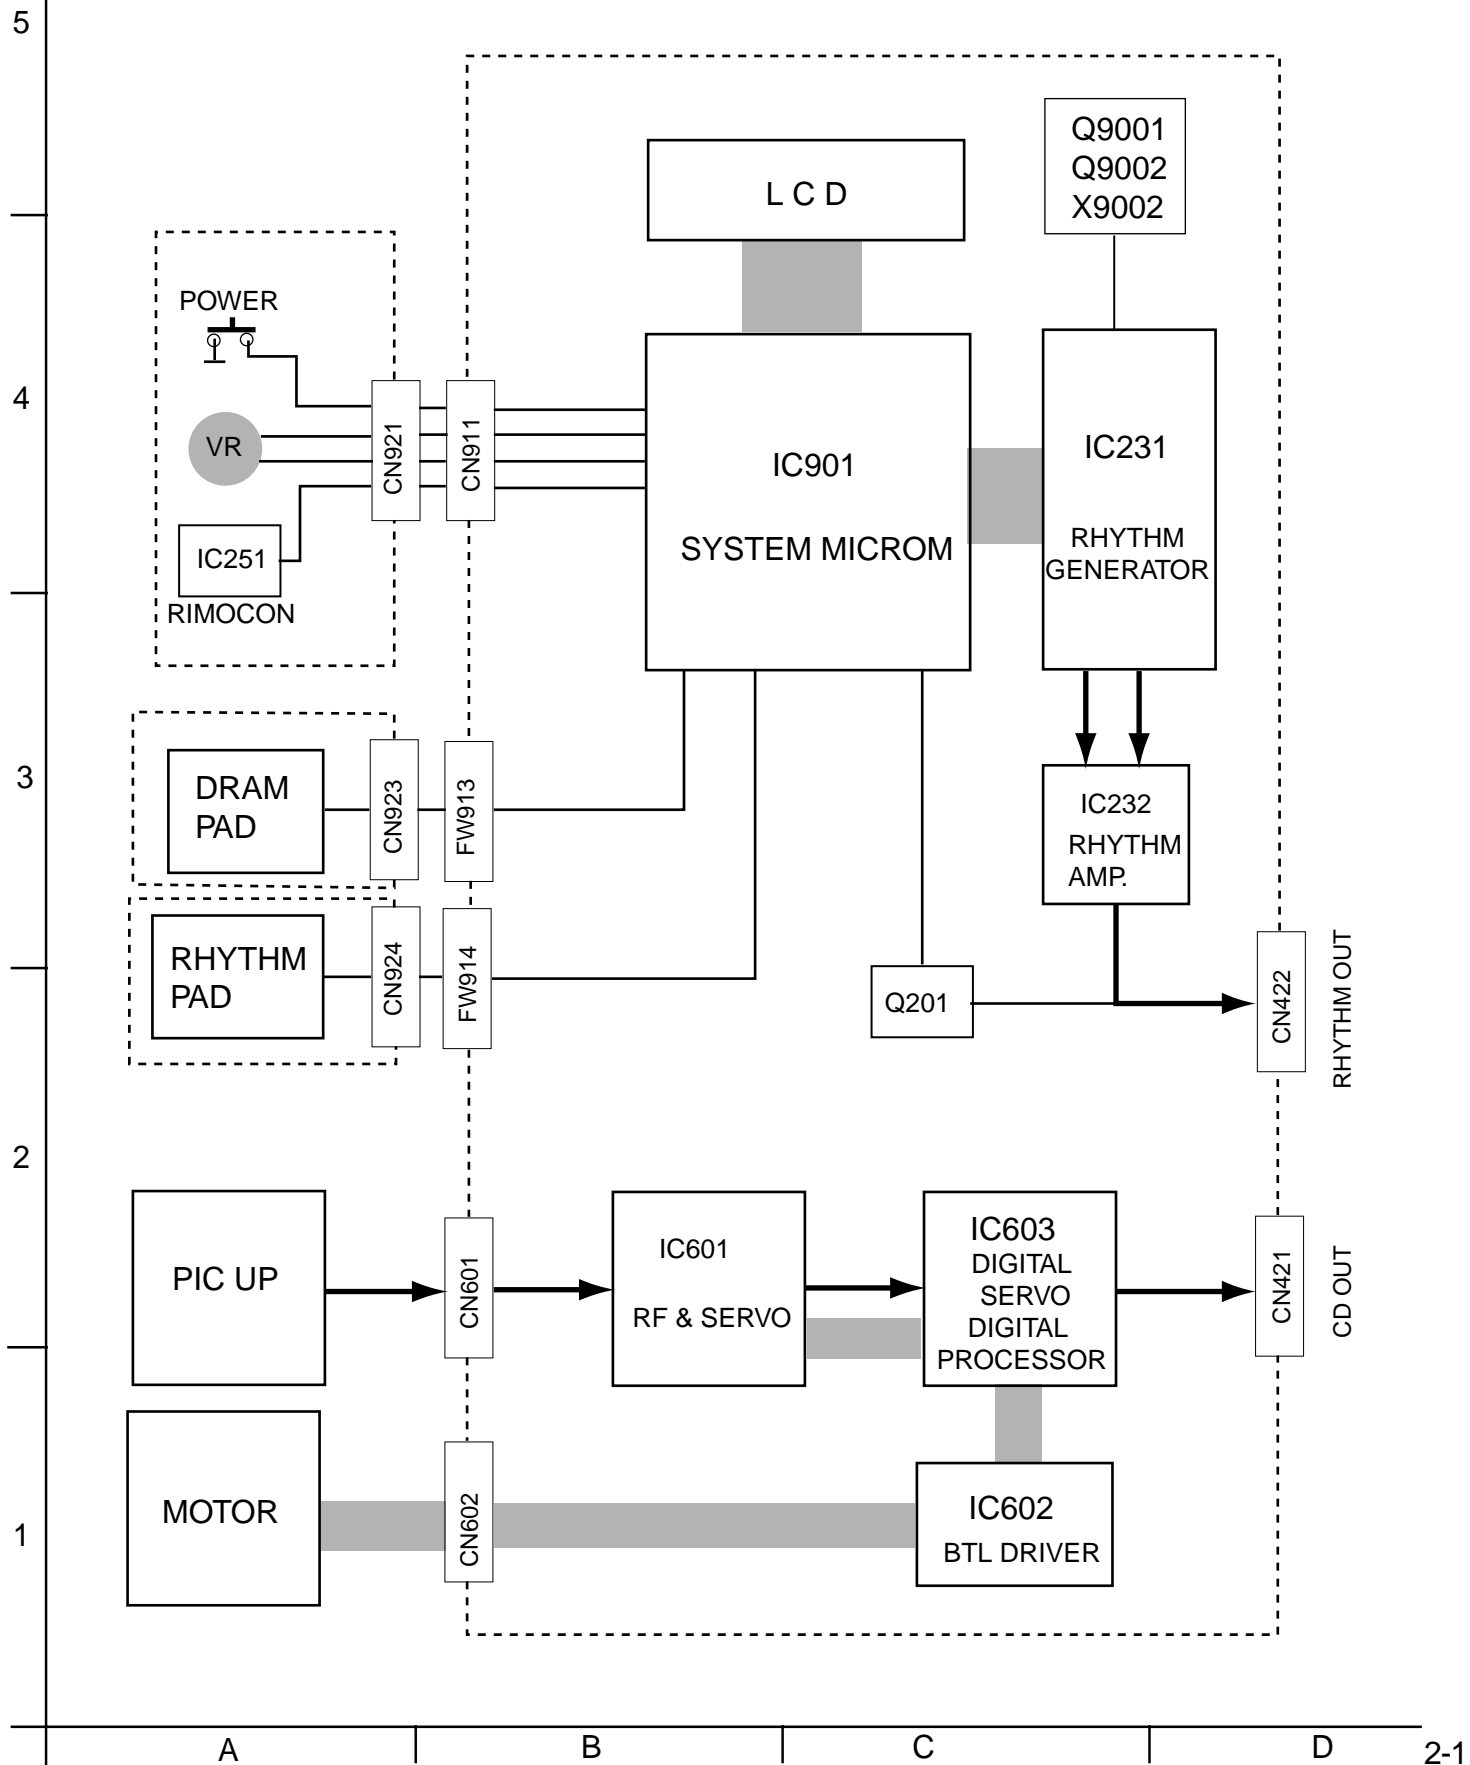 5
Q9001
Q9002
X9002
L C D
POWER
4
VR
CN921
CN911
IC901
IC231
SYSTEM MICROM
RHYTHM
GENERATOR
IC251
RIMOCON
3
DRAM
PAD
CN923
FW913
IC232
RHYTHM
AMP.
RHYTHM
PAD
CN924
FW914
Q201
CN422
RHYTHM OUT
2
PIC UP
CN601
IC601
RF & SERVO
IC603
DIGITAL
SERVO
DIGITAL
PROCESSOR
CN421
CD OUT
1
MOTOR
CN602
IC602
BTL DRIVER
A
B
C
D
2-1